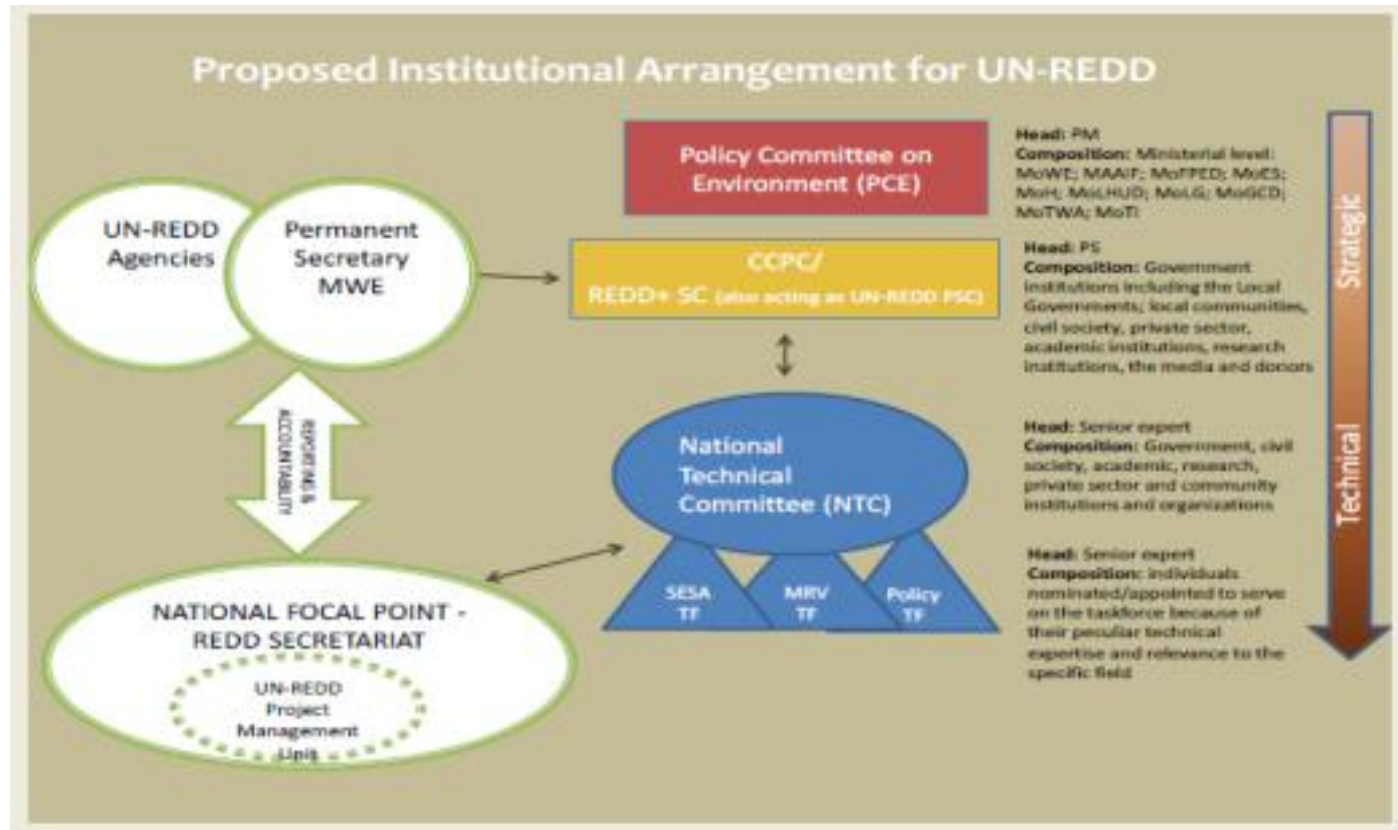 Proposed Institutional Arrangement for UN-REDD
UN-REDD
Agencies
Permanent
Secretary
MWE
REPORTING &
ACCOUNTABILITY
NATIONAL FOCAL POINT -
REDD SECRETARIAT
UN-REDD
Project
Management
Unit
Policy Committee on
Environment (PCE)
CCPC/
REDD+ SC (also acting as UN-REDD PSC)
National
Technical
Committee (NTC)
SESA
TF
MRV
TF
Policy
TF
Head: PM
Composition: Ministerial level:
MoWE; MAAIF; MoFPED; MoES;
MoH; MoLHUD; MoLG; MoGCD;
MoTWA; MoTI
Head: PS
Composition: Government
institutions including the Local
Governments; local communities,
civil society, private sector,
academic institutions, research
institutions, the media and donors
Head: Senior expert
Composition: Government, civil
society, academic, research,
private sector and community
institutions and organizations
Head: Senior expert
Composition: individuals
nominated/appointed to serve
on the taskforce because of
their peculiar technical
expertise and relevance to the
specific field
Strategic
Technical